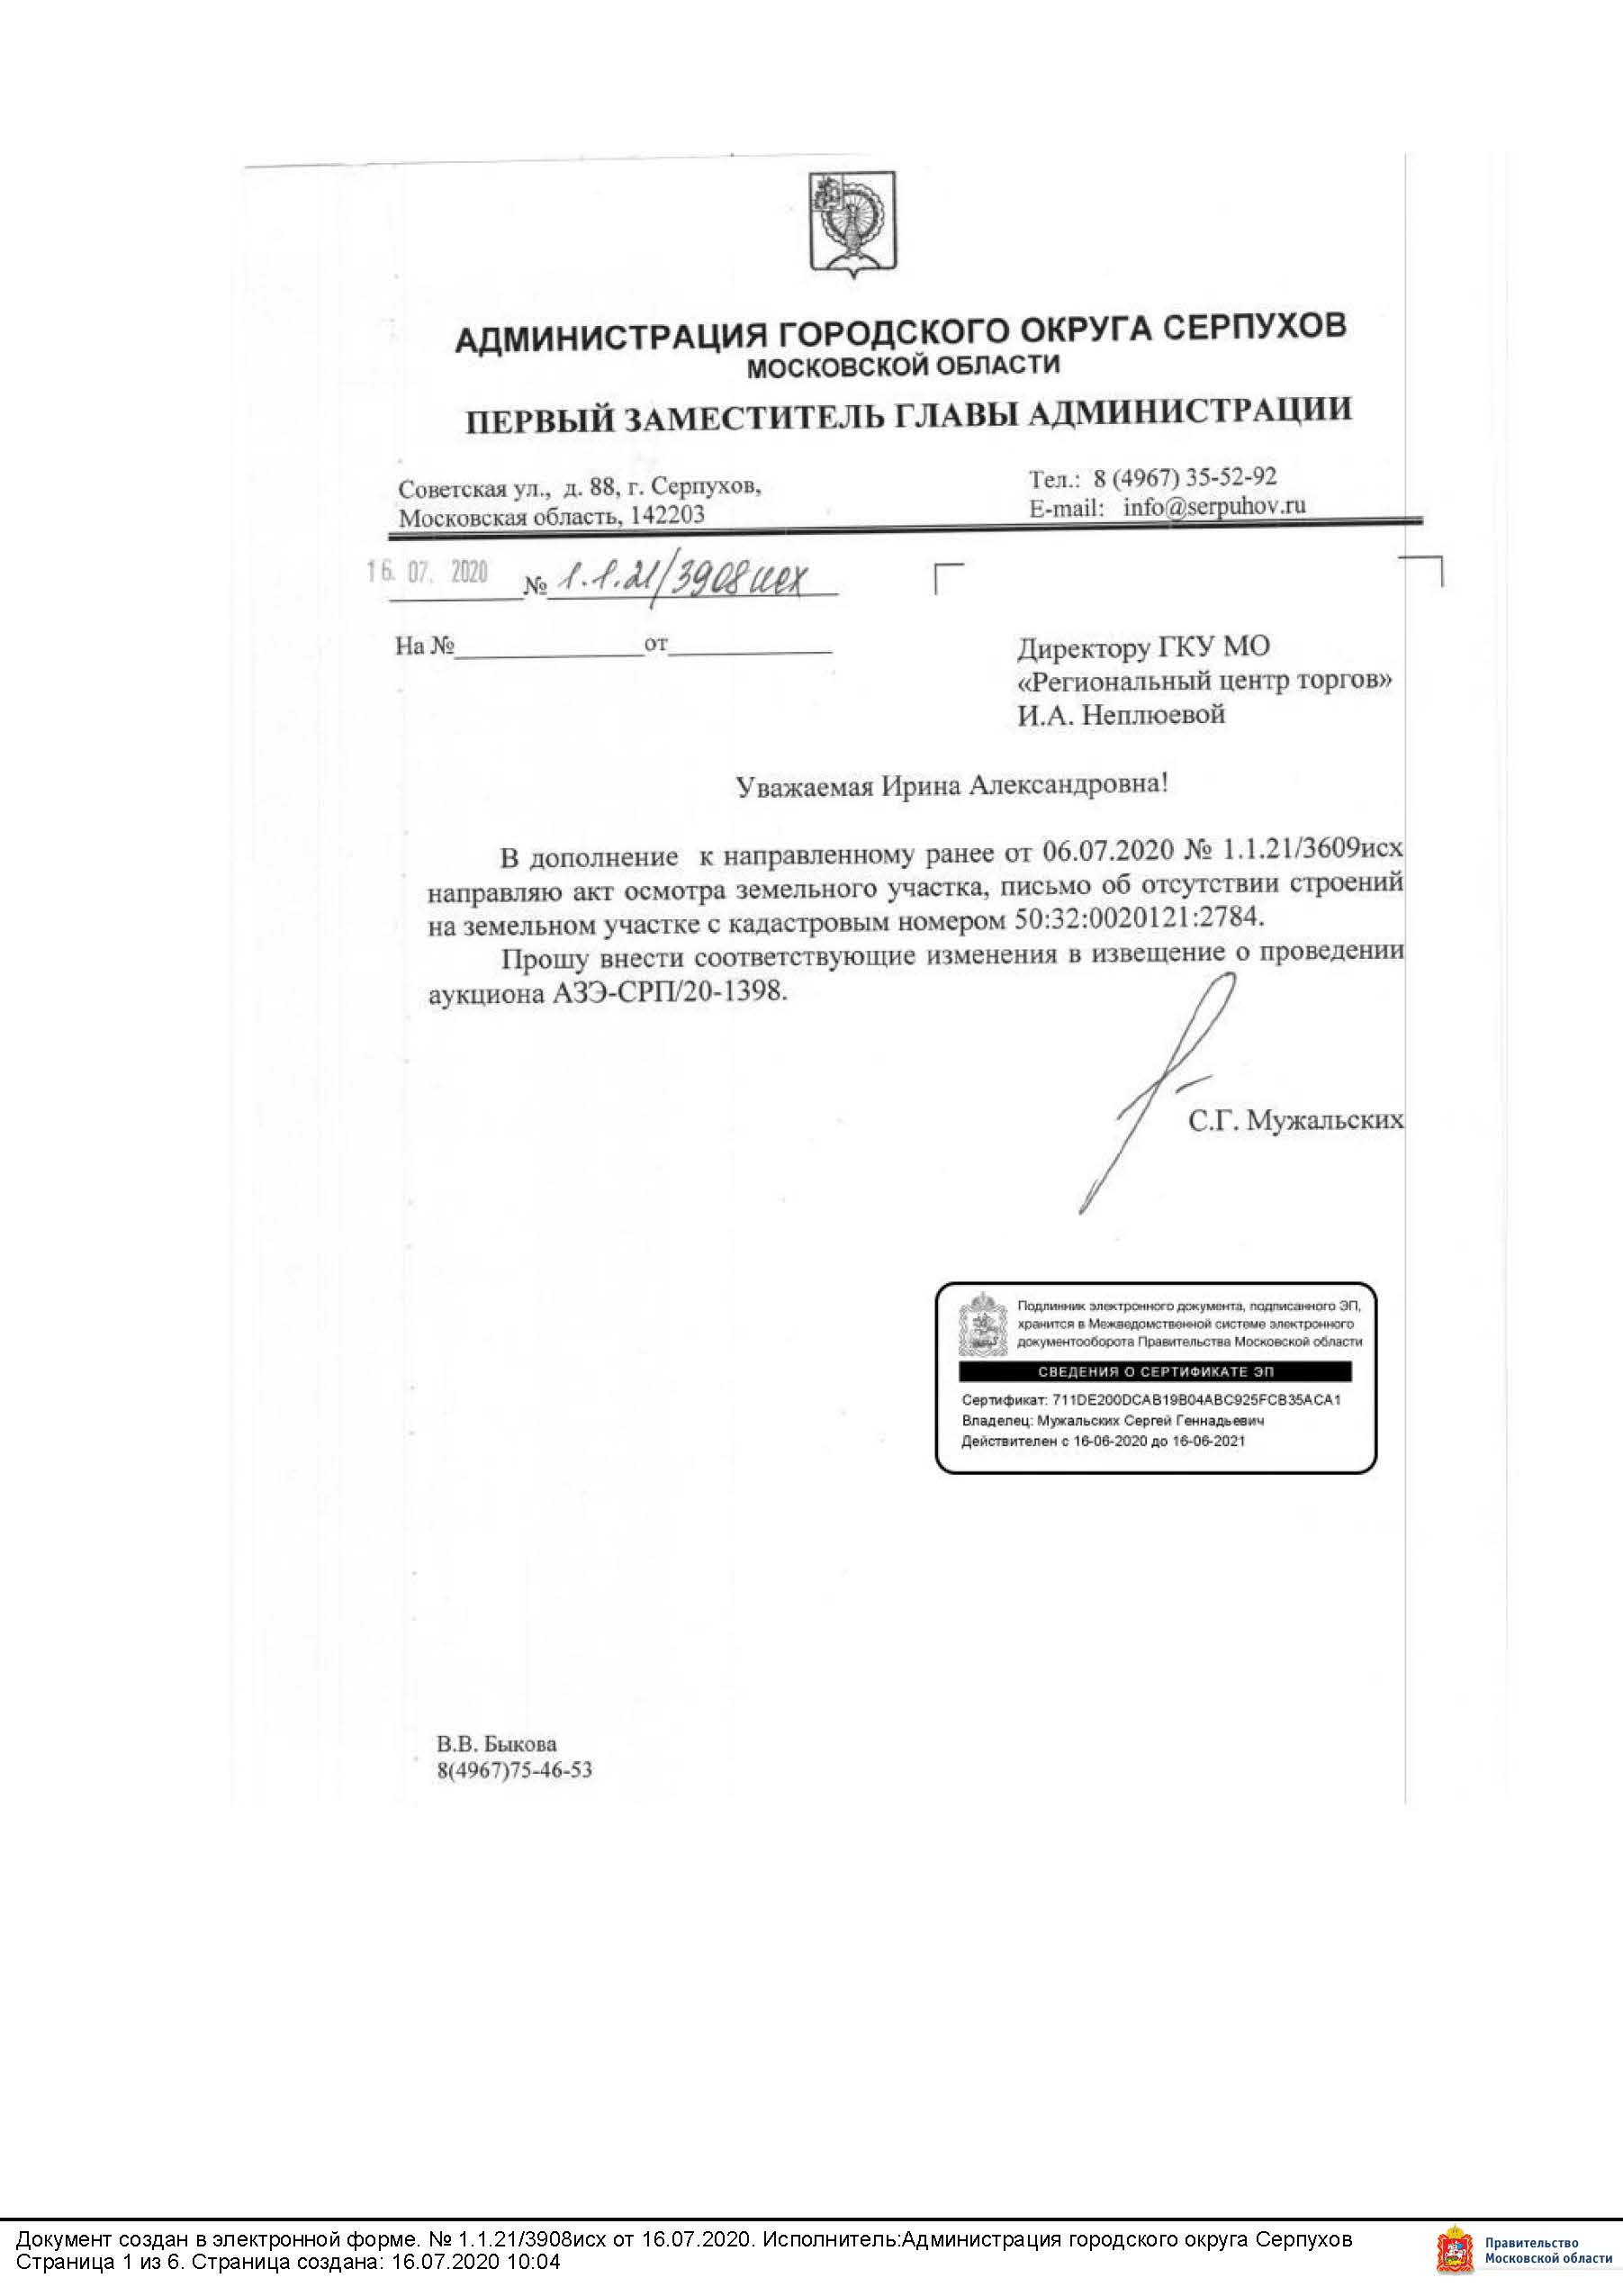 АДМИНИСТРАЦИЯ ГОРОДСКОГО ОКРУГА СЕРПУХОВ
МОСКОВСКОЙ ОБЛАСТИ
ПЕРВЫЙ ЗАМЕСТИТЕЛЬ ГЛАВЫ АДМИНИСТРАЦИИ
Советская ул., д. 88, г. Серпухов,
Московская область, 142203
Тел.: 8 (4967) 35-52-92
E-mail: info@serpuhov.ru
16. 07. 2020 № 1.1.21/3908исх
На №______________от____________
Директору ГКУ МО
«Региональный центр торгов»
И.А. Неплюевой
Уважаемая Ирина Александровна!
В дополнение к направленному ранее от 06.07.2020 № 1.1.21/3609исх
направляю акт осмотра земельного участка, письмо об отсутствии строений
на земельном участке с кадастровым номером 50:32:0020121:2784.
Прошу внести соответствующие изменения в извещение о проведении
аукциона АЗЭ-СРП/20-1398.
С.Г. Мужальских
Подлинник электронного документа, подписанного ЭП,
хранится в Межведомственной системе электронного
документооборота Правительства Московской области
СВЕДЕНИЯ О СЕРТИФИКАТЕ ЭП
Сертификат: 711DE200DCAB19B04ABC925FCB35ACA1
Владелец: Мужальских Сергей Геннадьевич
Действителен с 16-06-2020 до 16-06-2021
В.В. Быкова
8(4967)75-46-53
Документ создан в электронной форме. № 1.1.21/3908исх от 16.07.2020. Исполнитель:Администрация городского округа Серпухов
Страница 1 из 6. Страница создана: 16.07.2020 10:04
Правительство
Московской области